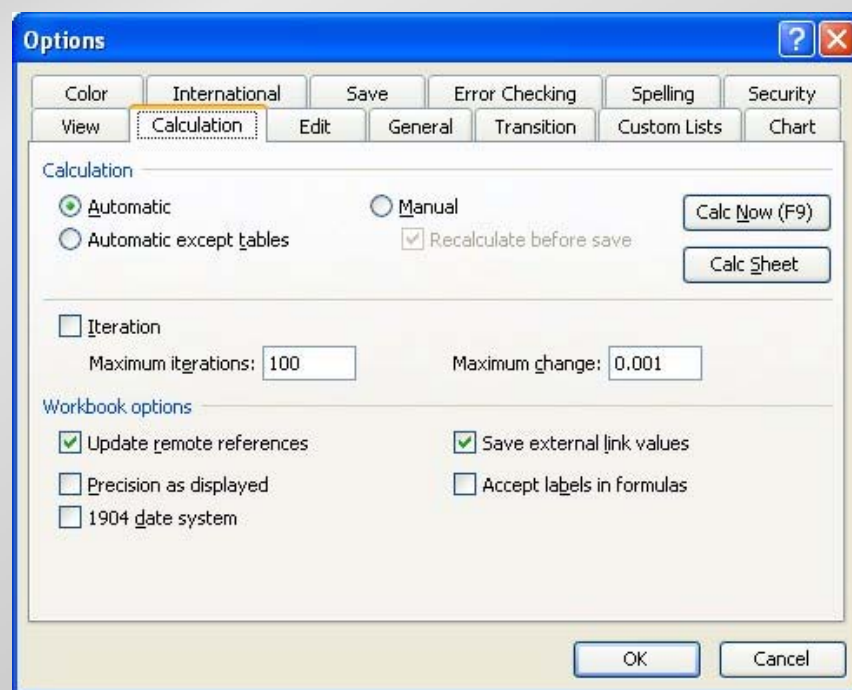 Options
Color International Save Error Checking Spelling Security
View Calculation Edit General Transition Custom Lists Chart
Calculation
Automatic Manual Calc Now (F9)
Automatic except tables Recalculate before save
Calc Sheet
Iteration
Maximum iterations: 100 Maximum change: 0.001
Workbook options
Update remote references Save external link values
Precision as displayed Accept labels in formulas
1904 date system
OK Cancel